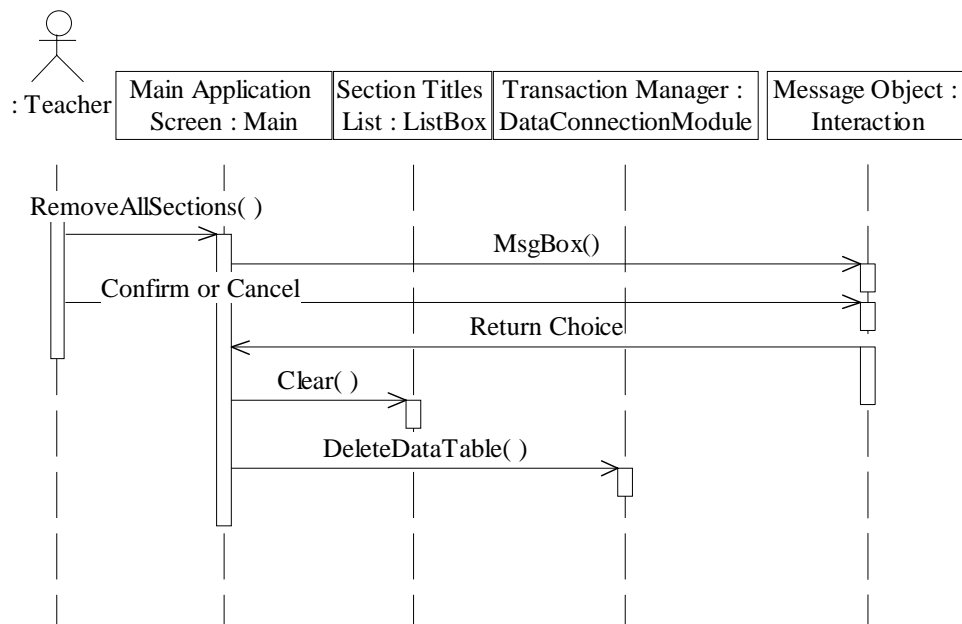 : Teacher
Main Application
Screen : Main
Section Titles
List : ListBox
Transaction Manager :
DataConnectionModule
Message Object :
Interaction
RemoveAllSections( )
MsgBox()
Confirm or Cancel
Return Choice
Clear( )
DeleteDataTable( )